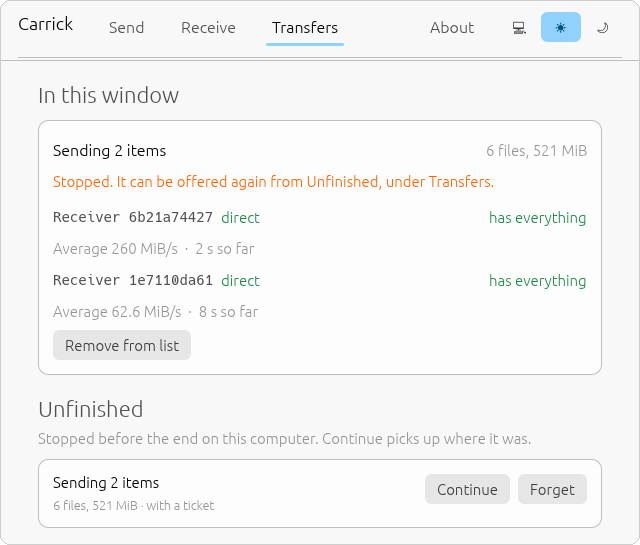 Carrick Send Receive Transfers About
In this window
Sending 2 items 6 files, 521 MiB
Stopped. It can be offered again from Unfinished, under Transfers.
Receiver 6b21a74427 direct has everything
Average 260 MiB/s · 2 s so far
Receiver 1e7110da61 direct has everything
Average 62.6 MiB/s · 8 s so far
Remove from list
Unfinished
Stopped before the end on this computer. Continue picks up where it was.
Sending 2 items Continue Forget
6 files, 521 MiB · with a ticket